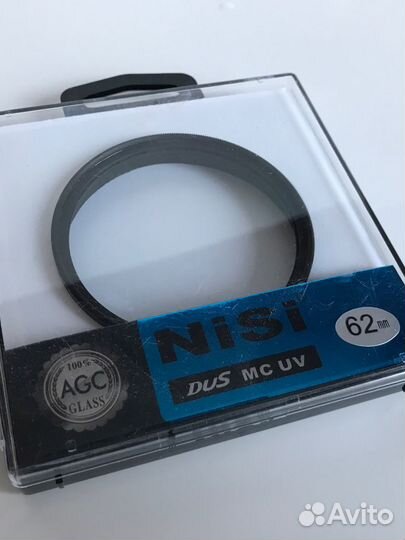 NiSi
62mm
DUS MC UV
100%
AGC
GLASS
Avito